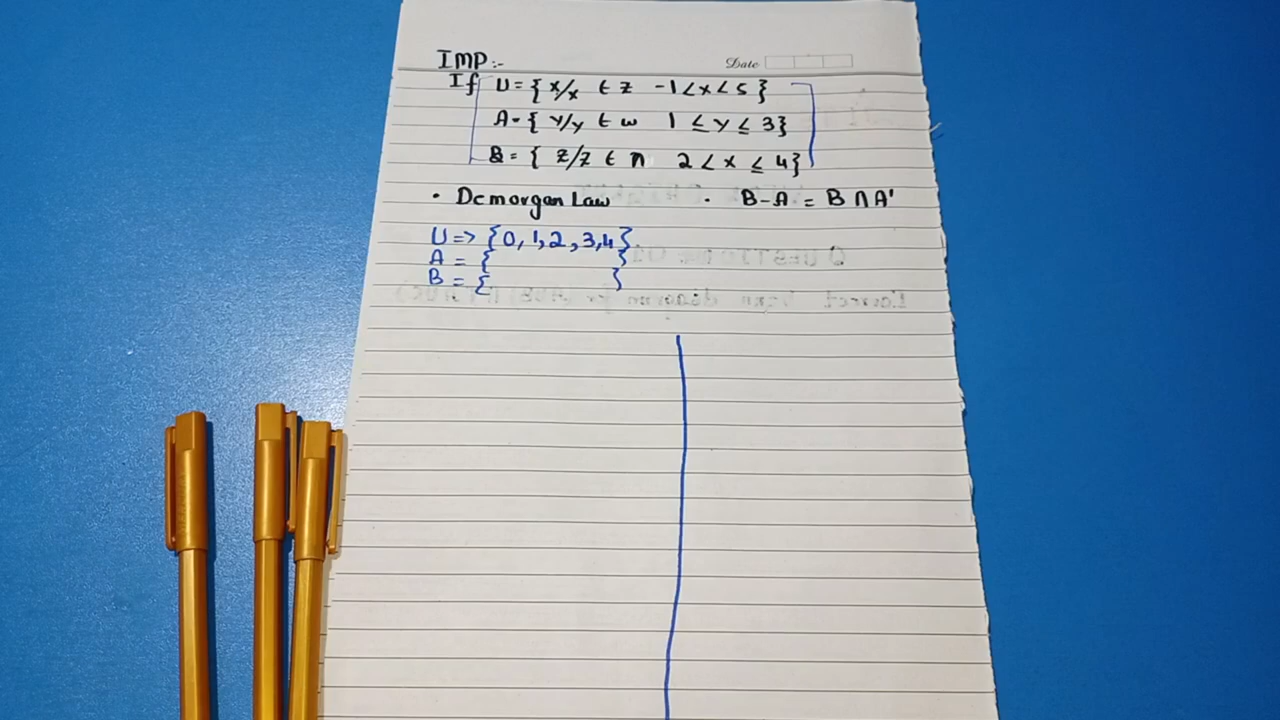 IMP:-
Date
If U = { x/x ∈ z -1 < x < 5 }
A = { y/y ∈ w 1 ≤ y ≤ 3 }
B = { z/z ∈ n 2 < x ≤ 4 }
• Demorgan Law • B-A = B ∩ A'
U => {0, 1, 2, 3, 4}
A = { }
B = { }